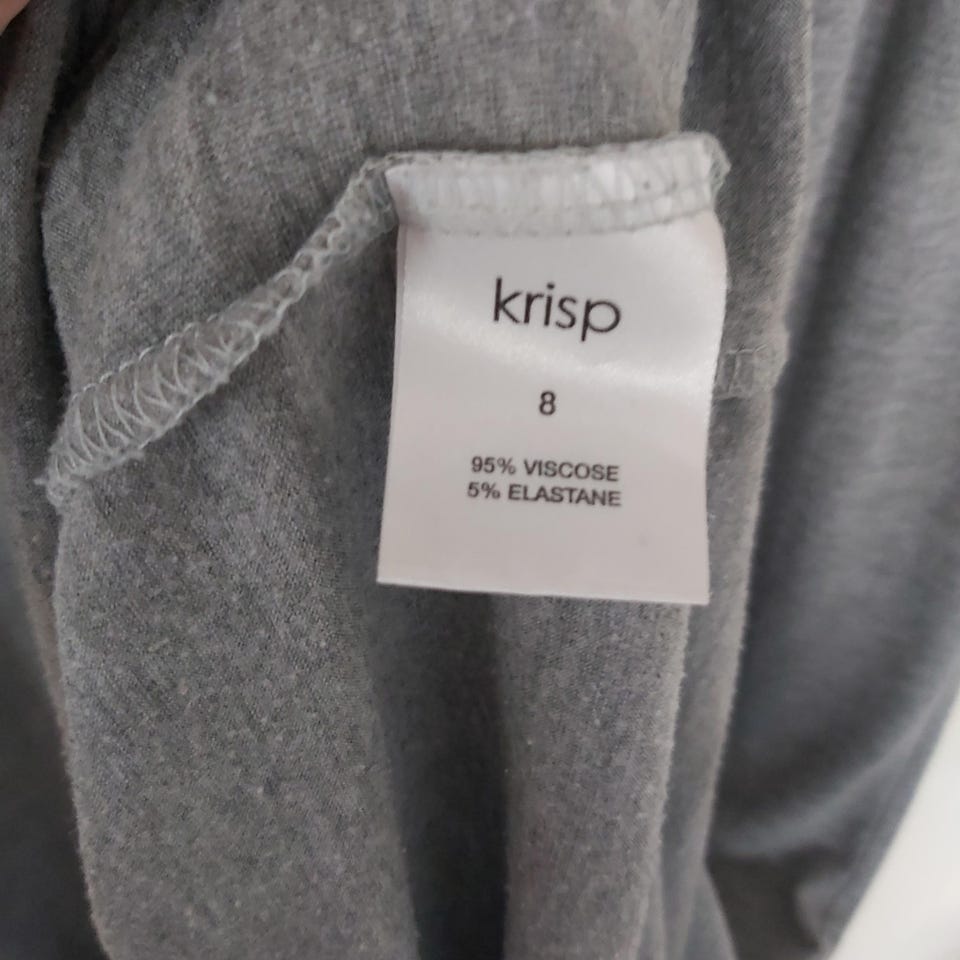 krisp
8
95% VISCOSE
5% ELASTANE